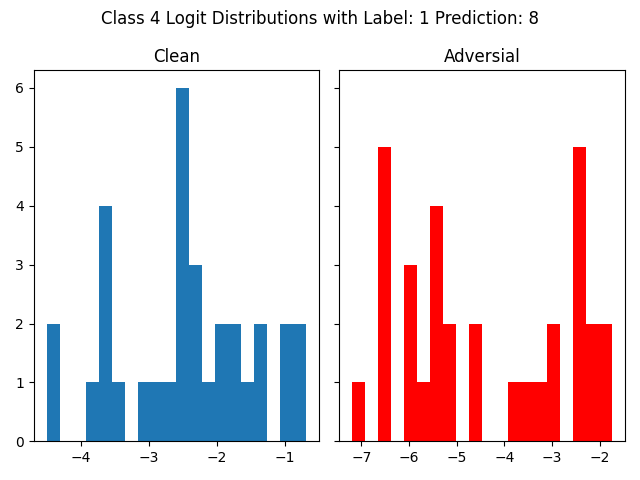 Class 4 Logit Distributions with Label: 1 Prediction: 8
Clean
Adversial
6
5
4
3
2
1
0
−4 −3 −2 −1
−7 −6 −5 −4 −3 −2